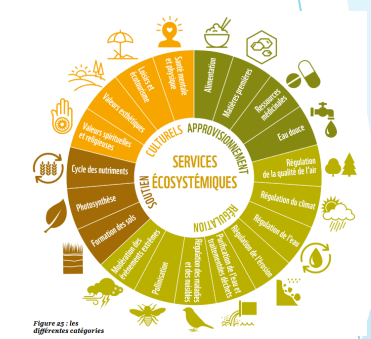 SERVICES
ÉCOSYSTÉMIQUES
CULTURELS
APPROVISIONNEMENT
RÉGULATION
SOUTIEN
Alimentation
Matières premières
Ressources
médicinales
Eau douce
Régulation
de la qualité de l'air
Régulation du climat
Régulation de l'eau
Régulation de l'érosion
Purification de l'eau et
traitement des déchets
Régulation des maladies
et des nuisibles
Pollinisation
Modération des
évènements extrêmes
Formation des sols
Photosynthèse
Cycle des nutriments
Valeurs spirituelles
et religieuses
Valeurs esthétiques
Loisirs et
écotourisme
Santé mentale
et physique
Figure 25 : les
différentes catégories